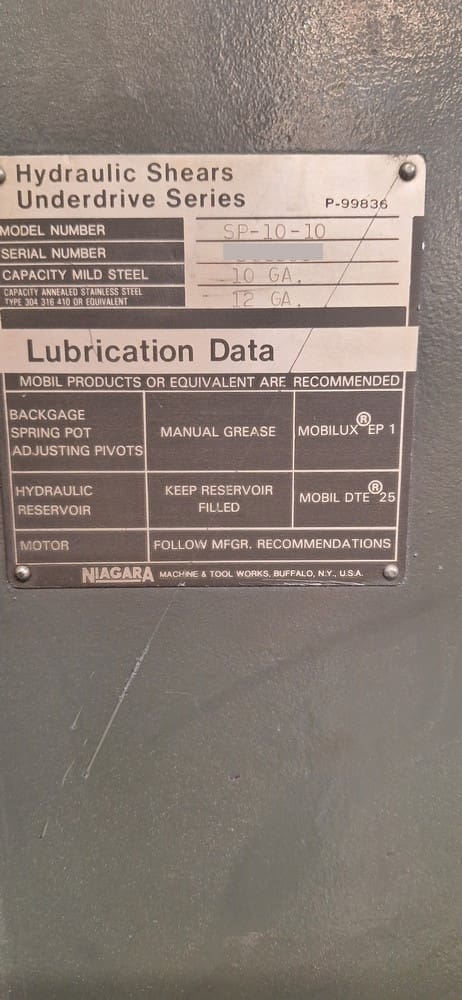 Hydraulic Shears
Underdrive Series
P-99836
MODEL NUMBER SP-10-10
SERIAL NUMBER
CAPACITY MILD STEEL 10 GA.
CAPACITY ANNEALED STAINLESS STEEL
TYPE 304 316 410 OR EQUIVALENT 12 GA.
Lubrication Data
MOBIL PRODUCTS OR EQUIVALENT ARE RECOMMENDED
BACKGAGE
SPRING POT
ADJUSTING PIVOTS
MANUAL GREASE
MOBILUX® EP 1
HYDRAULIC
RESERVOIR
KEEP RESERVOIR
FILLED
MOBIL DTE® 25
MOTOR
FOLLOW MFGR. RECOMMENDATIONS
NIAGARA MACHINE & TOOL WORKS, BUFFALO, N.Y., U.S.A.